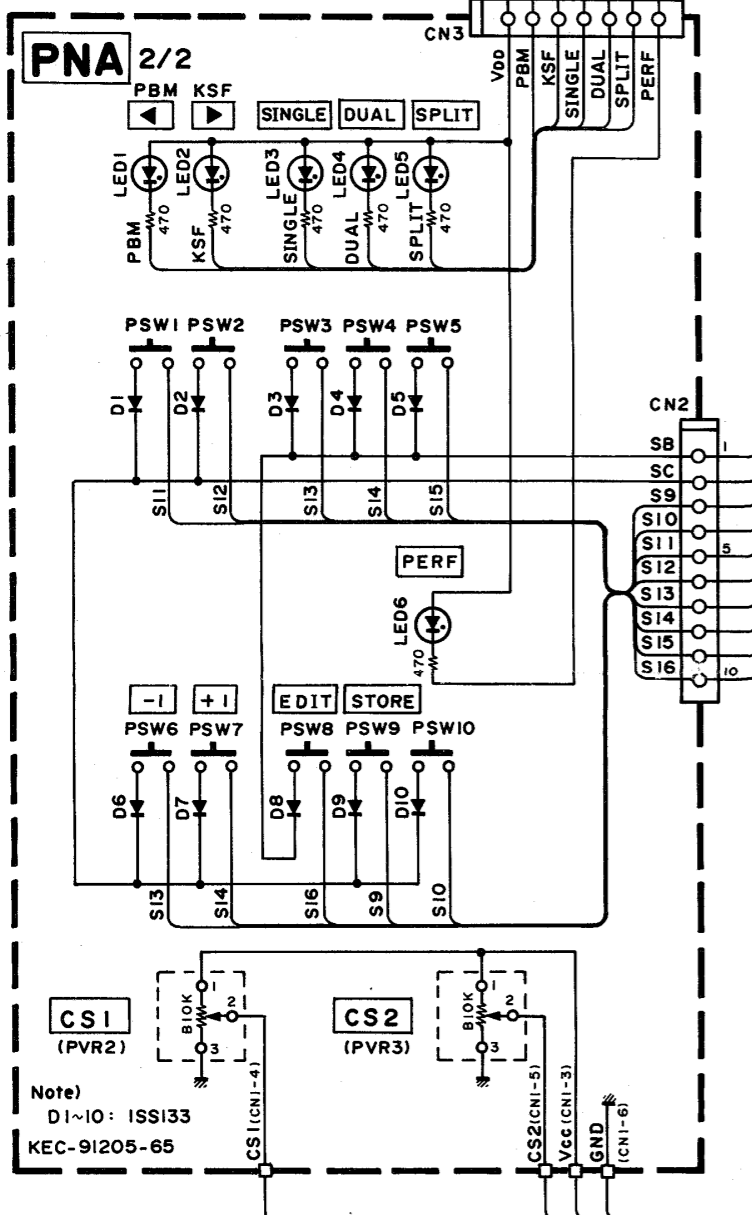 CN3
VDD
PBM
KSF
SINGLE
DUAL
SPLIT
PERF
PNA 2/2
PBM KSF
SINGLE DUAL SPLIT
LED1 LED2 LED3 LED4 LED5
470 470 470 470 470
PBM KSF SINGLE DUAL SPLIT
PSW1 PSW2 PSW3 PSW4 PSW5
D1 D2 D3 D4 D5
S11 S12 S13 S14 S15
CN2
SB 1
SC
S9
S10
S11 5
S12
S13
S14
S15
S16 10
PERF
LED6
470
-1 +1 EDIT STORE
PSW6 PSW7 PSW8 PSW9 PSW10
D6 D7 D8 D9 D10
S13 S14 S16 S9 S10
CS1
(PVR2)
B10K
1
2
3
CS2
(PVR3)
B10K
1
2
3
CS1(CN1-4)
CS2(CN1-5)
Vcc(CN1-3)
GND
(CN1-6)
Note)
D1~10: 1SS133
KEC-91205-65